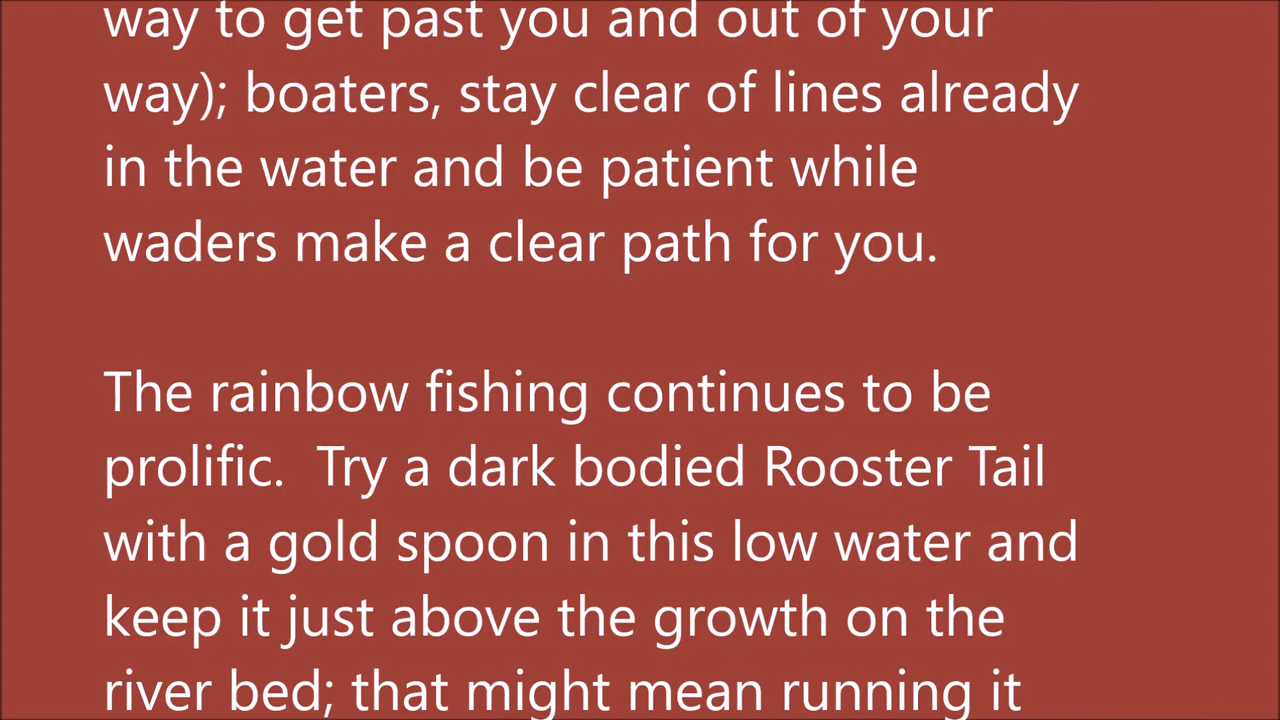 way to get past you and out of your
way); boaters, stay clear of lines already
in the water and be patient while
waders make a clear path for you.
The rainbow fishing continues to be
prolific.  Try a dark bodied Rooster Tail
with a gold spoon in this low water and
keep it just above the growth on the
river bed; that might mean running it